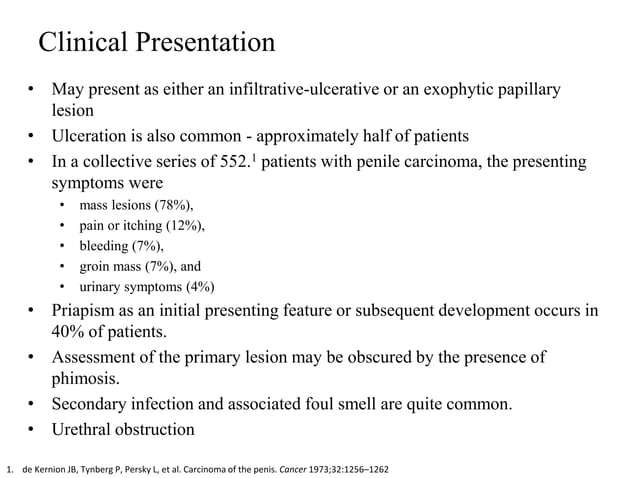 Clinical Presentation
• May present as either an infiltrative-ulcerative or an exophytic papillary
lesion
• Ulceration is also common - approximately half of patients
• In a collective series of 552.1 patients with penile carcinoma, the presenting
symptoms were
• mass lesions (78%),
• pain or itching (12%),
• bleeding (7%),
• groin mass (7%), and
• urinary symptoms (4%)
• Priapism as an initial presenting feature or subsequent development occurs in
40% of patients.
• Assessment of the primary lesion may be obscured by the presence of
phimosis.
• Secondary infection and associated foul smell are quite common.
• Urethral obstruction
1. de Kernion JB, Tynberg P, Persky L, et al. Carcinoma of the penis. Cancer 1973;32:1256–1262